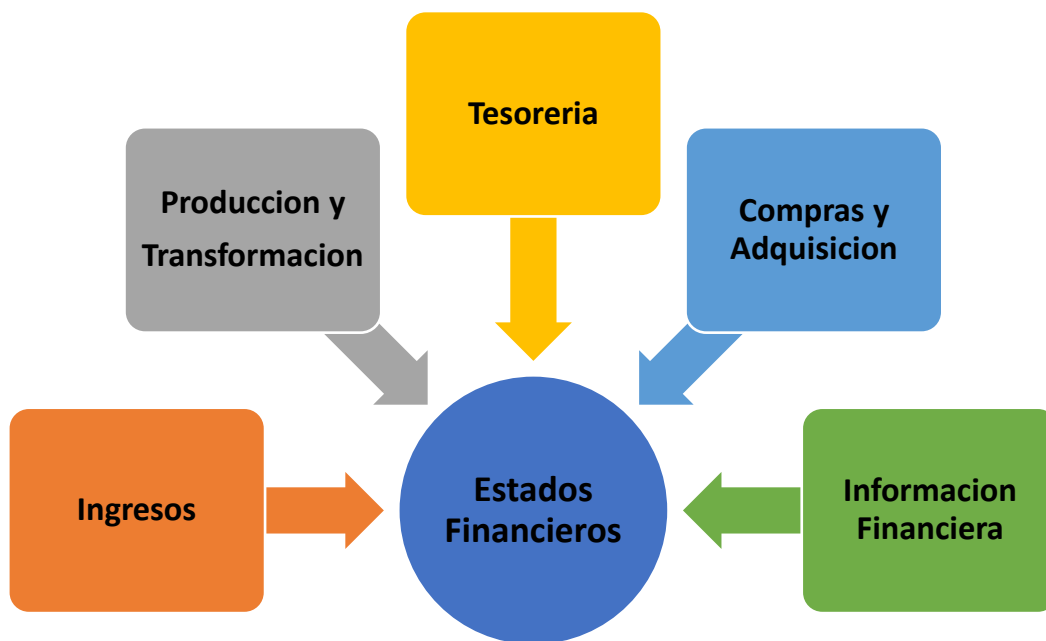 Tesoreria
Produccion y
Transformacion
Compras y
Adquisicion
Ingresos
Estados
Financieros
Informacion
Financiera